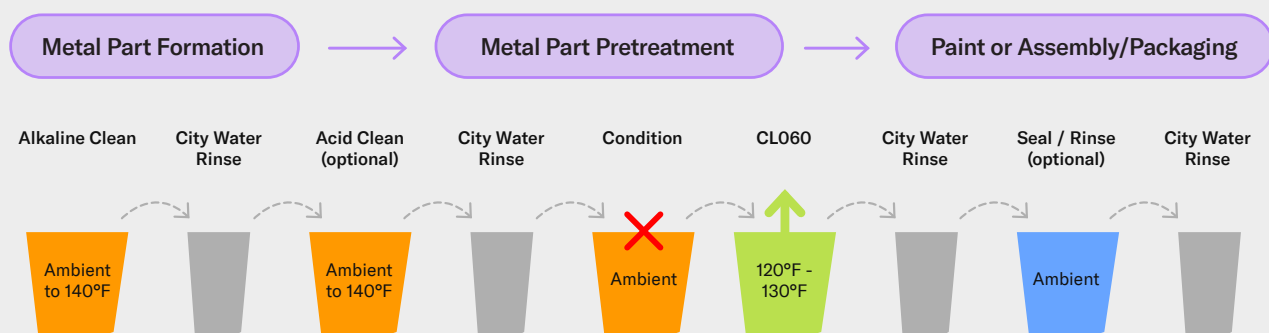 Metal Part Formation
Metal Part Pretreatment
Paint or Assembly/Packaging
Alkaline Clean
City Water
Rinse
Acid Clean
(optional)
City Water
Rinse
Condition
CL060
City Water
Rinse
Seal / Rinse
(optional)
City Water
Rinse
Ambient
to 140°F
Ambient
to 140°F
Ambient
120°F -
130°F
Ambient